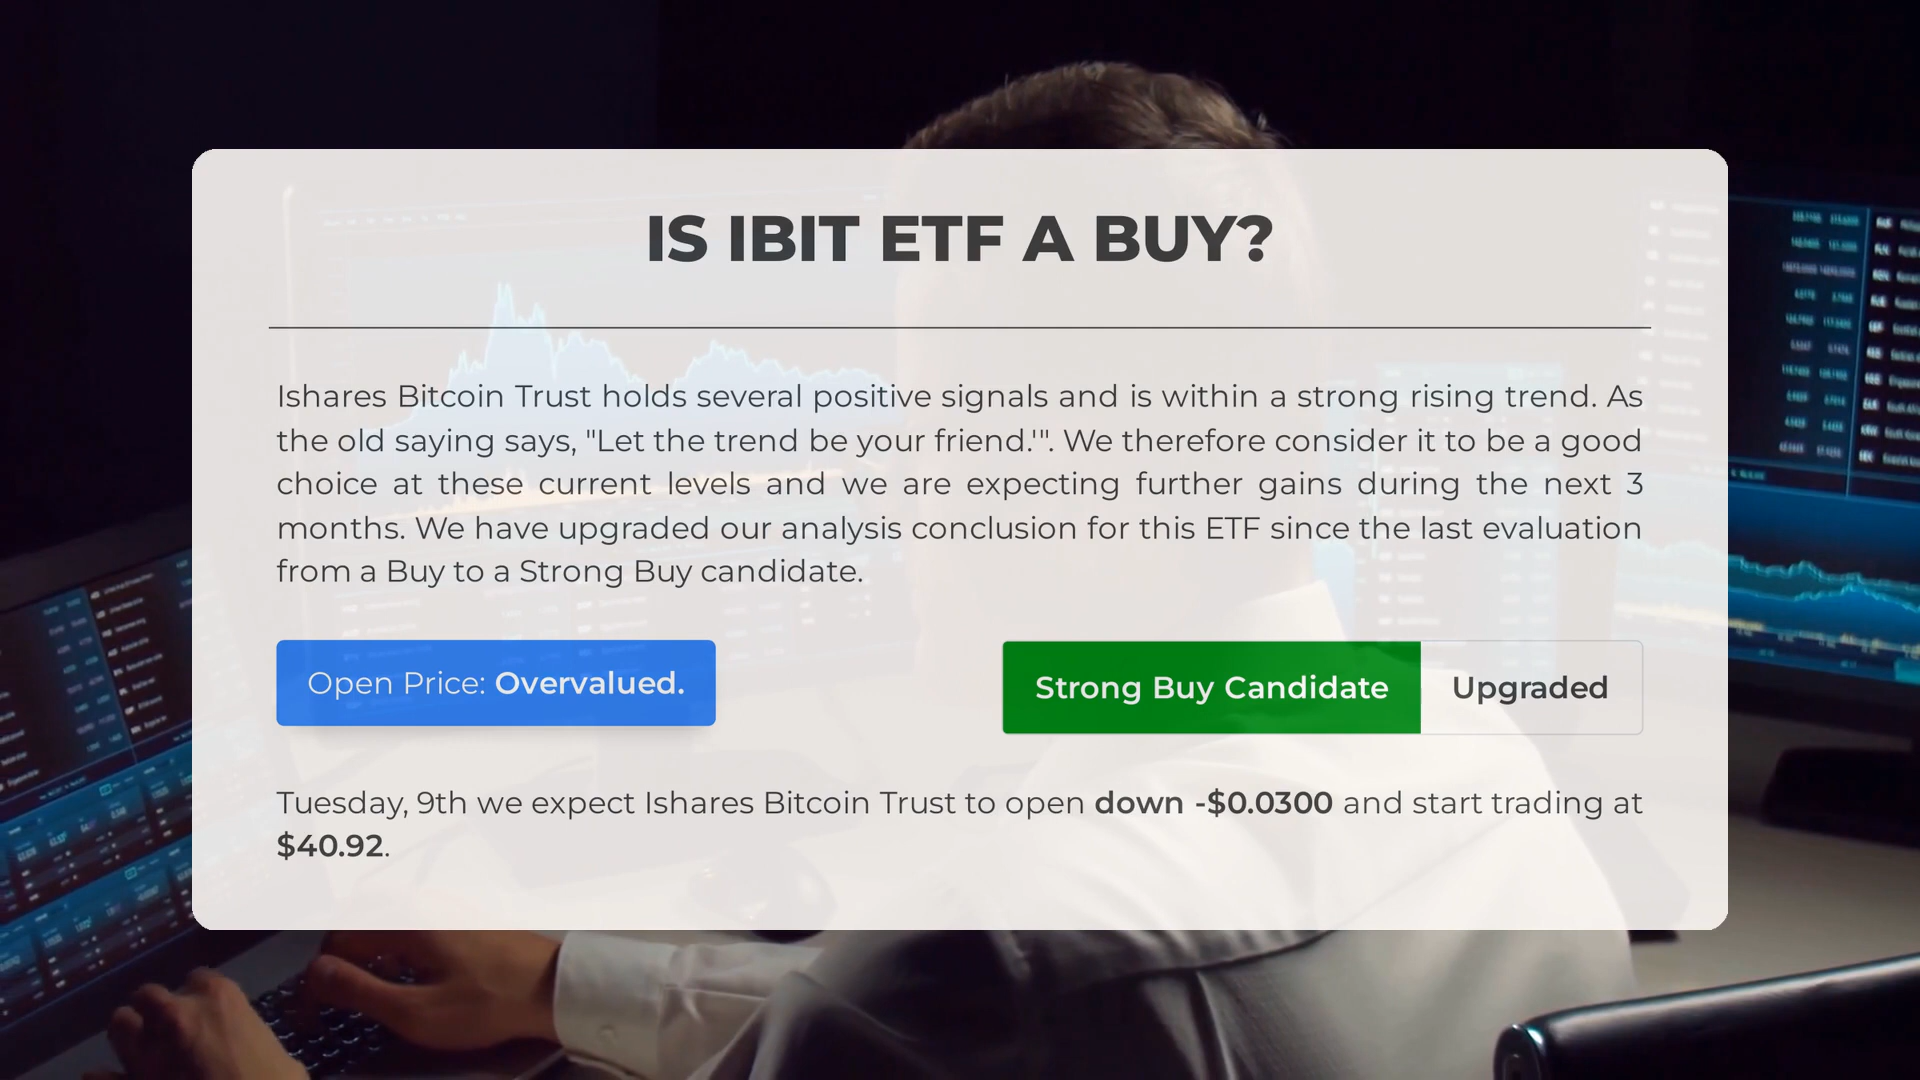 IS IBIT ETF A BUY?
Ishares Bitcoin Trust holds several positive signals and is within a strong rising trend. As
the old saying says, "Let the trend be your friend.'". We therefore consider it to be a good
choice at these current levels and we are expecting further gains during the next 3
months. We have upgraded our analysis conclusion for this ETF since the last evaluation
from a Buy to a Strong Buy candidate.
Open Price: Overvalued.
Strong Buy Candidate Upgraded
Tuesday, 9th we expect Ishares Bitcoin Trust to open down -$0.0300 and start trading at
$40.92.